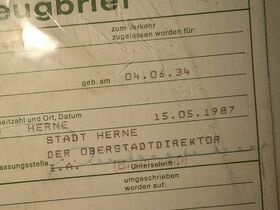 eugbrief
zum Verkehr
zugelassen worden für:
geb. am 04.06.34
eitzahl und Ort, Datum 15.05.1987
HERNE
STADT HERNE
DER OBERSTADTDIREKTOR
assungsstelle I.A. Unterschrift
umgeschrieben
worden auf: